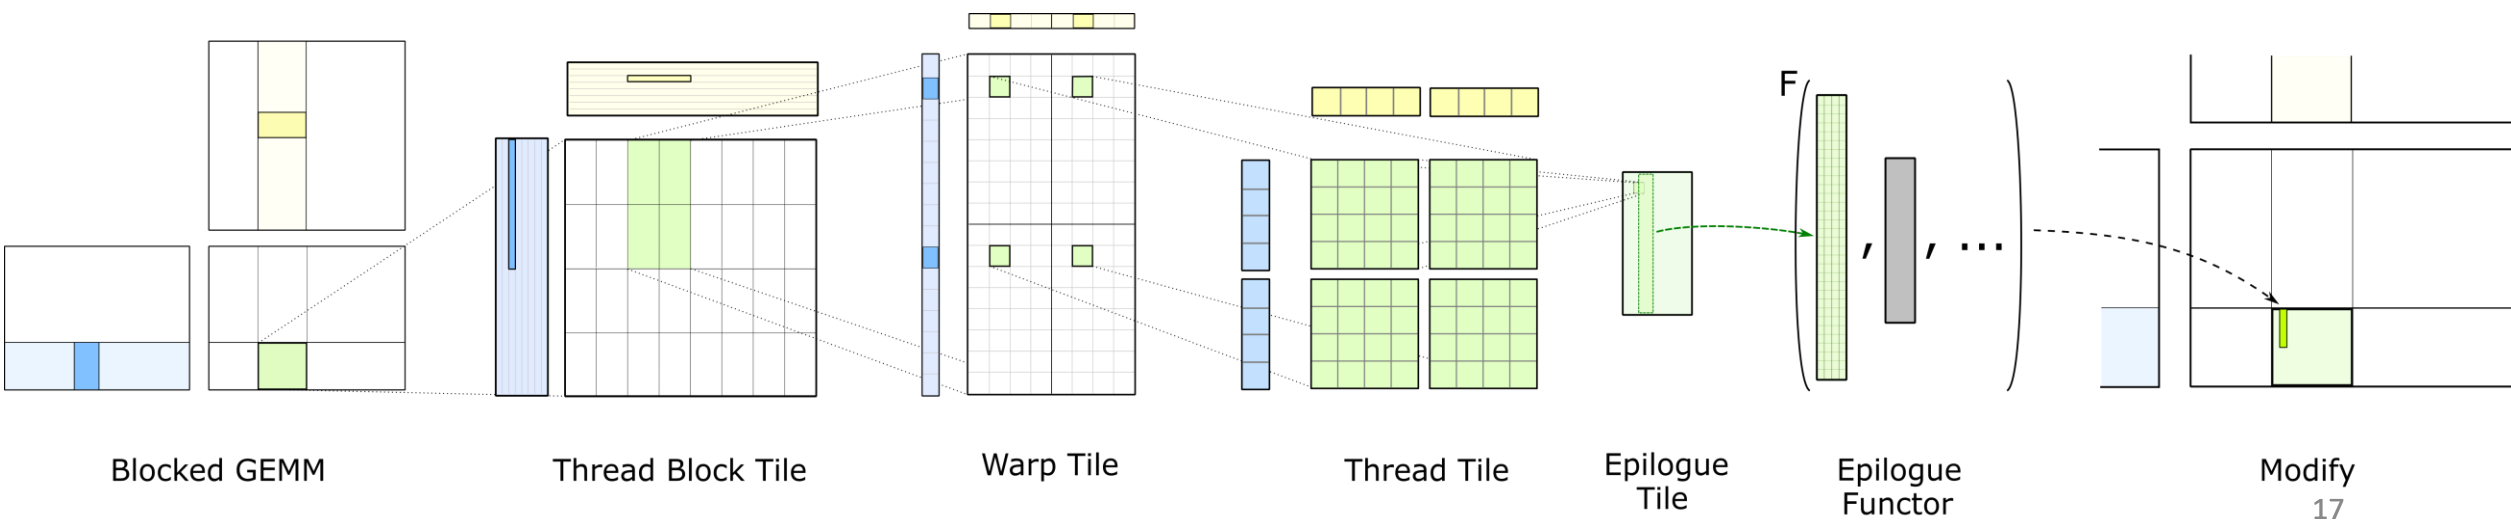 F
, , ...
Blocked GEMM
Thread Block Tile
Warp Tile
Thread Tile
Epilogue
Tile
Epilogue
Functor
Modify
17